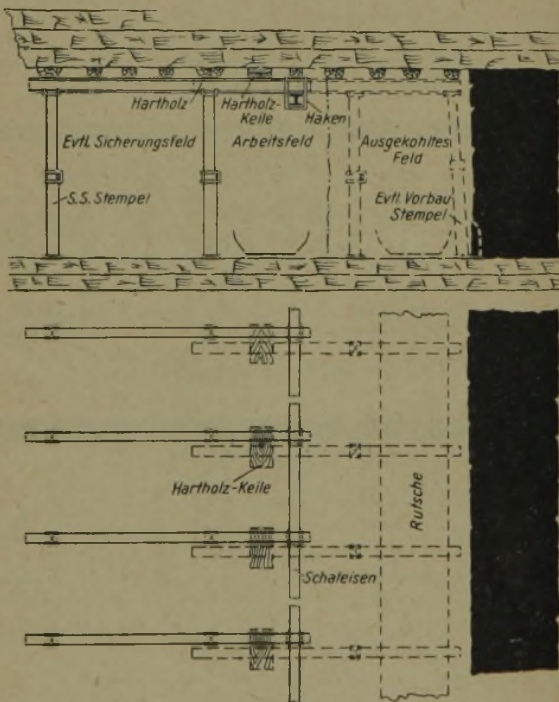 Hartholz
Hartholz-
Keile
Haken
Evtl. Sicherungsfeld
Arbeitsfeld
Ausgekohltes
Feld
S.S. Stempel
Evtl. Vorbau
Stempel
Hartholz-Keile
Rutsche
Schaleisen